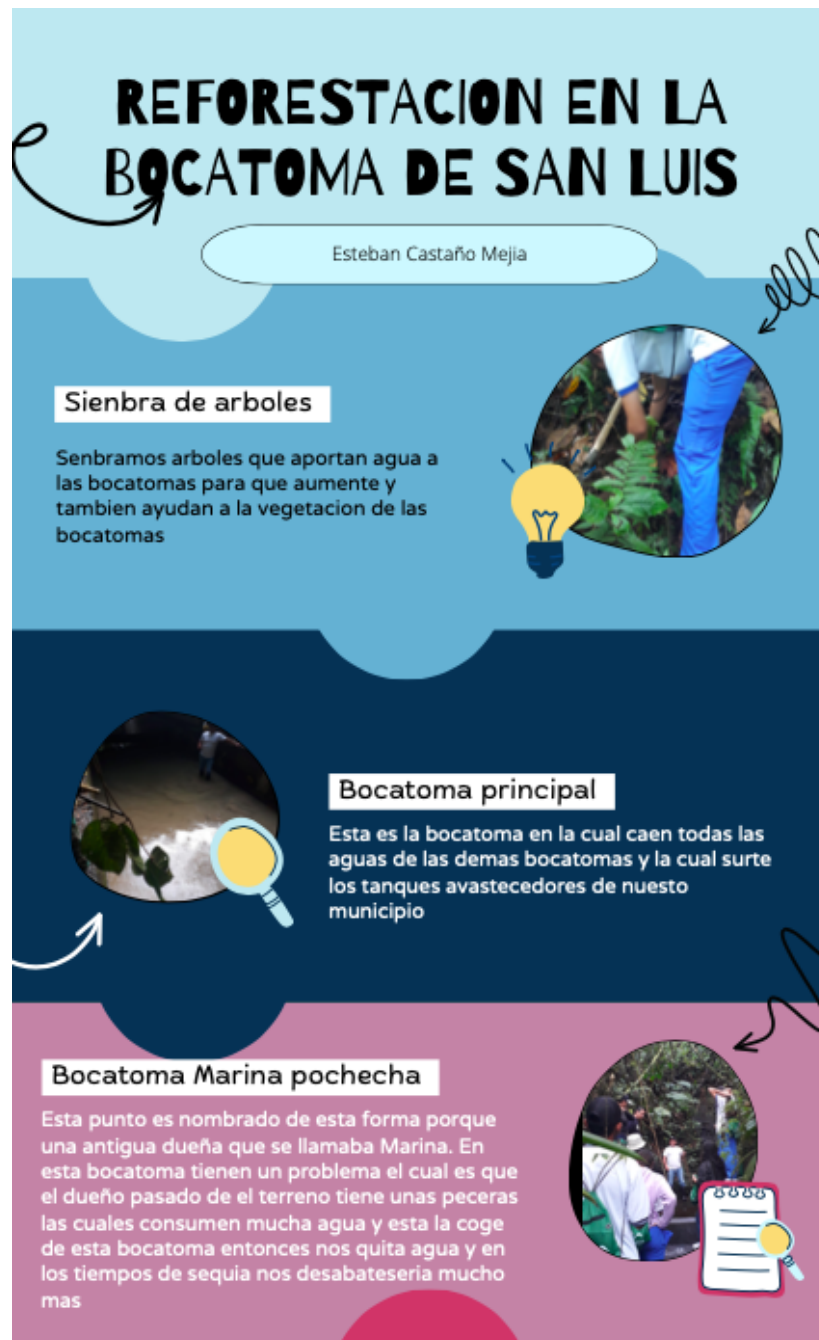 REFORESTACION EN LA
BOCATOMA DE SAN LUIS
Esteban Castaño Mejia
Sienbra de arboles
Senbramos arboles que aportan agua a
las bocatomas para que aumente y
tambien ayudan a la vegetacion de las
bocatomas
Bocatoma principal
Esta es la bocatoma en la cual caen todas las
aguas de las demas bocatomas y la cual surte
los tanques avastecedores de nuesto
municipio
Bocatoma Marina pochecha
Esta punto es nombrado de esta forma porque
una antigua dueña que se llamaba Marina. En
esta bocatoma tienen un problema el cual es que
el dueño pasado de el terreno tiene unas peceras
las cuales consumen mucha agua y esta la coge
de esta bocatoma entonces nos quita agua y en
los tiempos de sequia nos desabateseria mucho
mas